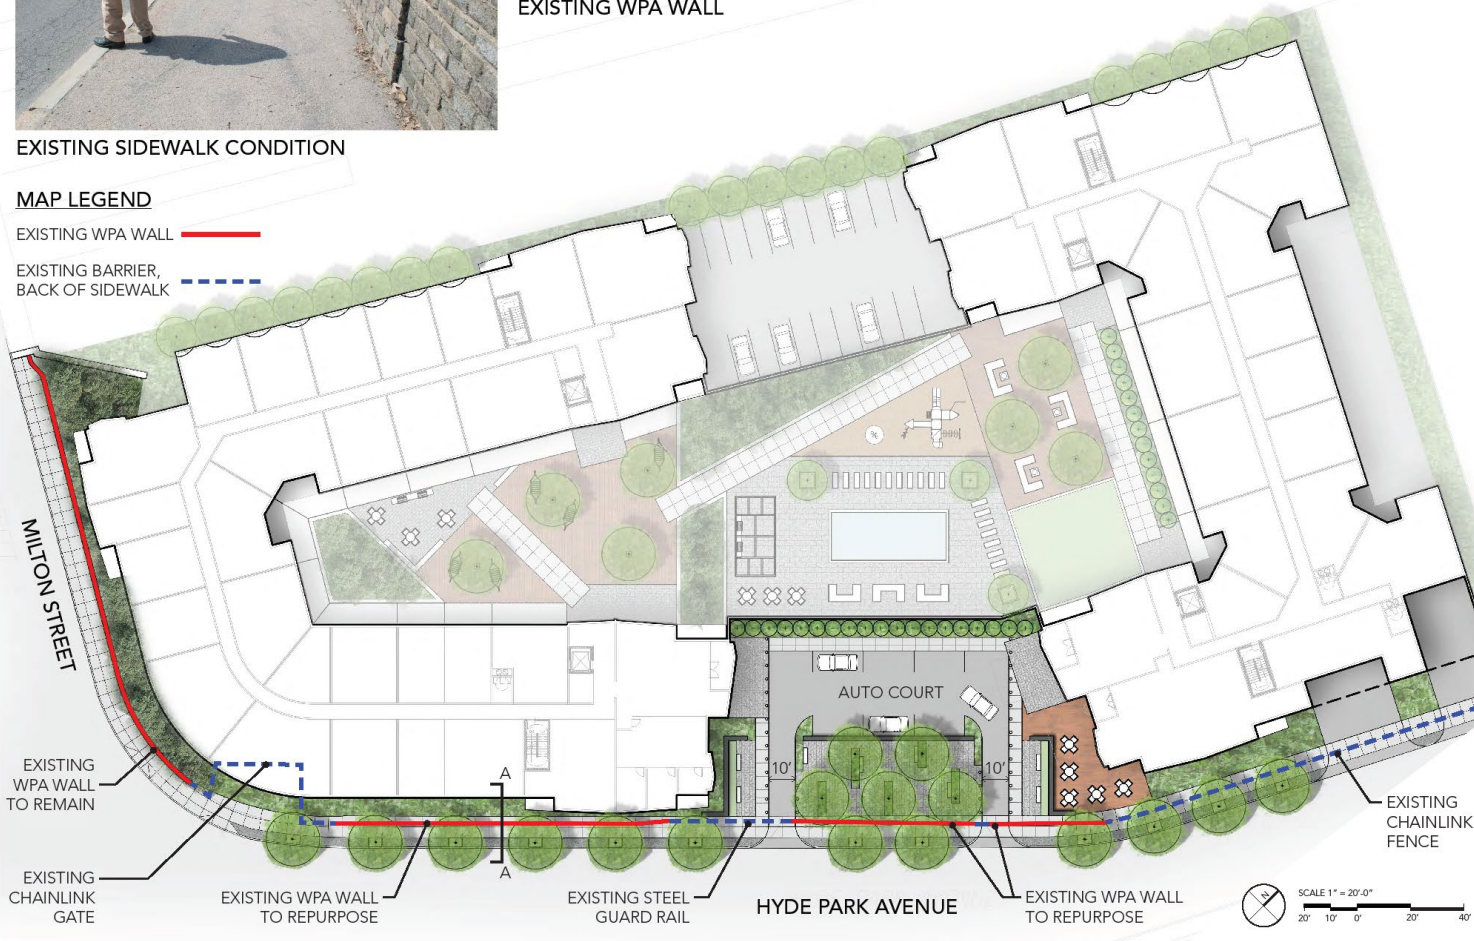 EXISTING WPA WALL
EXISTING SIDEWALK CONDITION
MAP LEGEND
EXISTING WPA WALL
EXISTING BARRIER,
BACK OF SIDEWALK
MILTON STREET
AUTO COURT
10'
10'
A
A
EXISTING
WPA WALL
TO REMAIN
EXISTING
CHAINLINK
GATE
EXISTING WPA WALL
TO REPURPOSE
EXISTING STEEL
GUARD RAIL
HYDE PARK AVENUE
EXISTING WPA WALL
TO REPURPOSE
EXISTING
CHAINLINK
FENCE
N
SCALE 1" = 20'-0"
20' 10' 0' 20' 40'